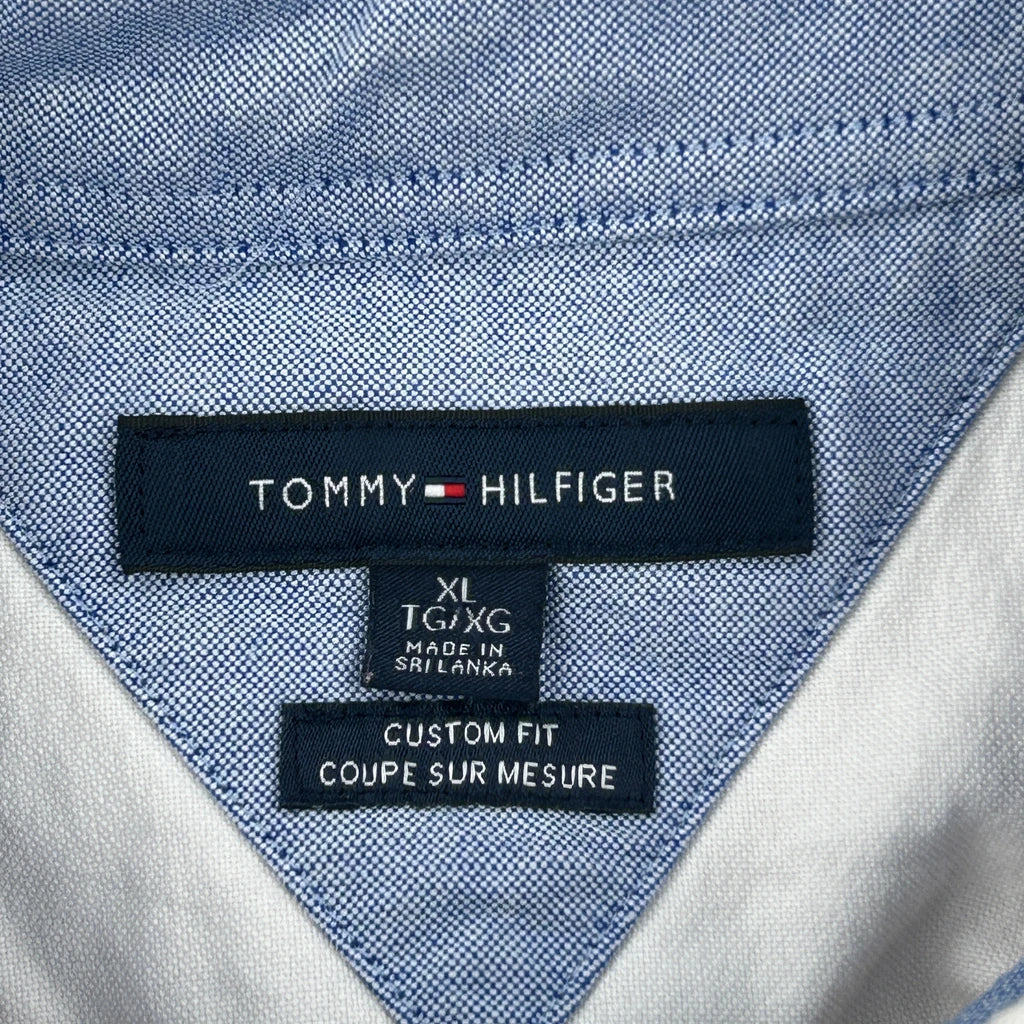 TOMMY HILFIGER
XL
TG/XG
MADE IN
SRI LANKA
CUSTOM FIT
COUPE SUR MESURE